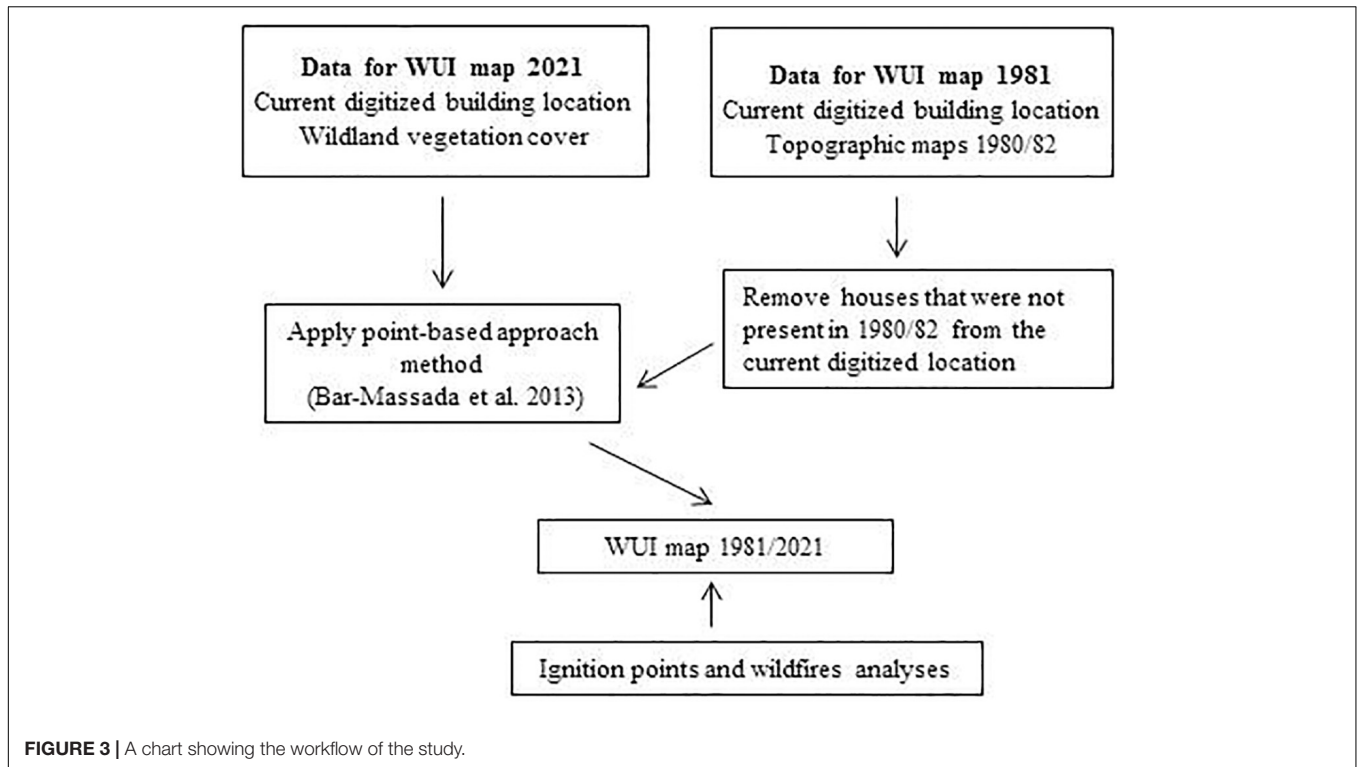 Data for WUI map 2021
Current digitized building location
Wildland vegetation cover
Data for WUI map 1981
Current digitized building location
Topographic maps 1980/82
Apply point-based approach
method
(Bar-Massada et al. 2013)
Remove houses that were not
present in 1980/82 from the
current digitized location
WUI map 1981/2021
Ignition points and wildfires analyses
FIGURE 3 | A chart showing the workflow of the study.